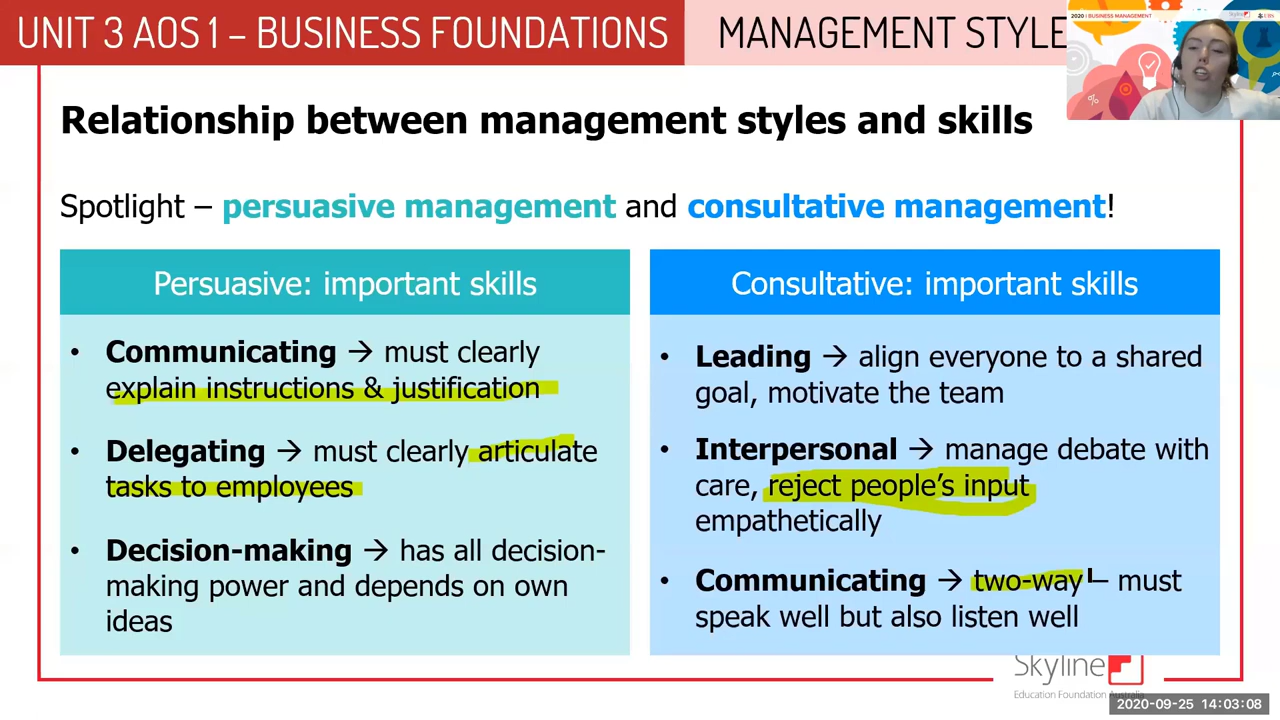 UNIT 3 AOS 1 – BUSINESS FOUNDATIONS
MANAGEMENT STYLE
2020 I BUSINESS MANAGEMENT
Relationship between management styles and skills
Spotlight – persuasive management and consultative management!
Persuasive: important skills
• Communicating → must clearly
explain instructions & justification
• Delegating → must clearly articulate
tasks to employees
• Decision-making → has all decision-
making power and depends on own
ideas
Consultative: important skills
• Leading → align everyone to a shared
goal, motivate the team
• Interpersonal → manage debate with
care, reject people's input
empathetically
• Communicating → two-way – must
speak well but also listen well
Skyline
Education Foundation Australia
2020-09-25 14:03:08